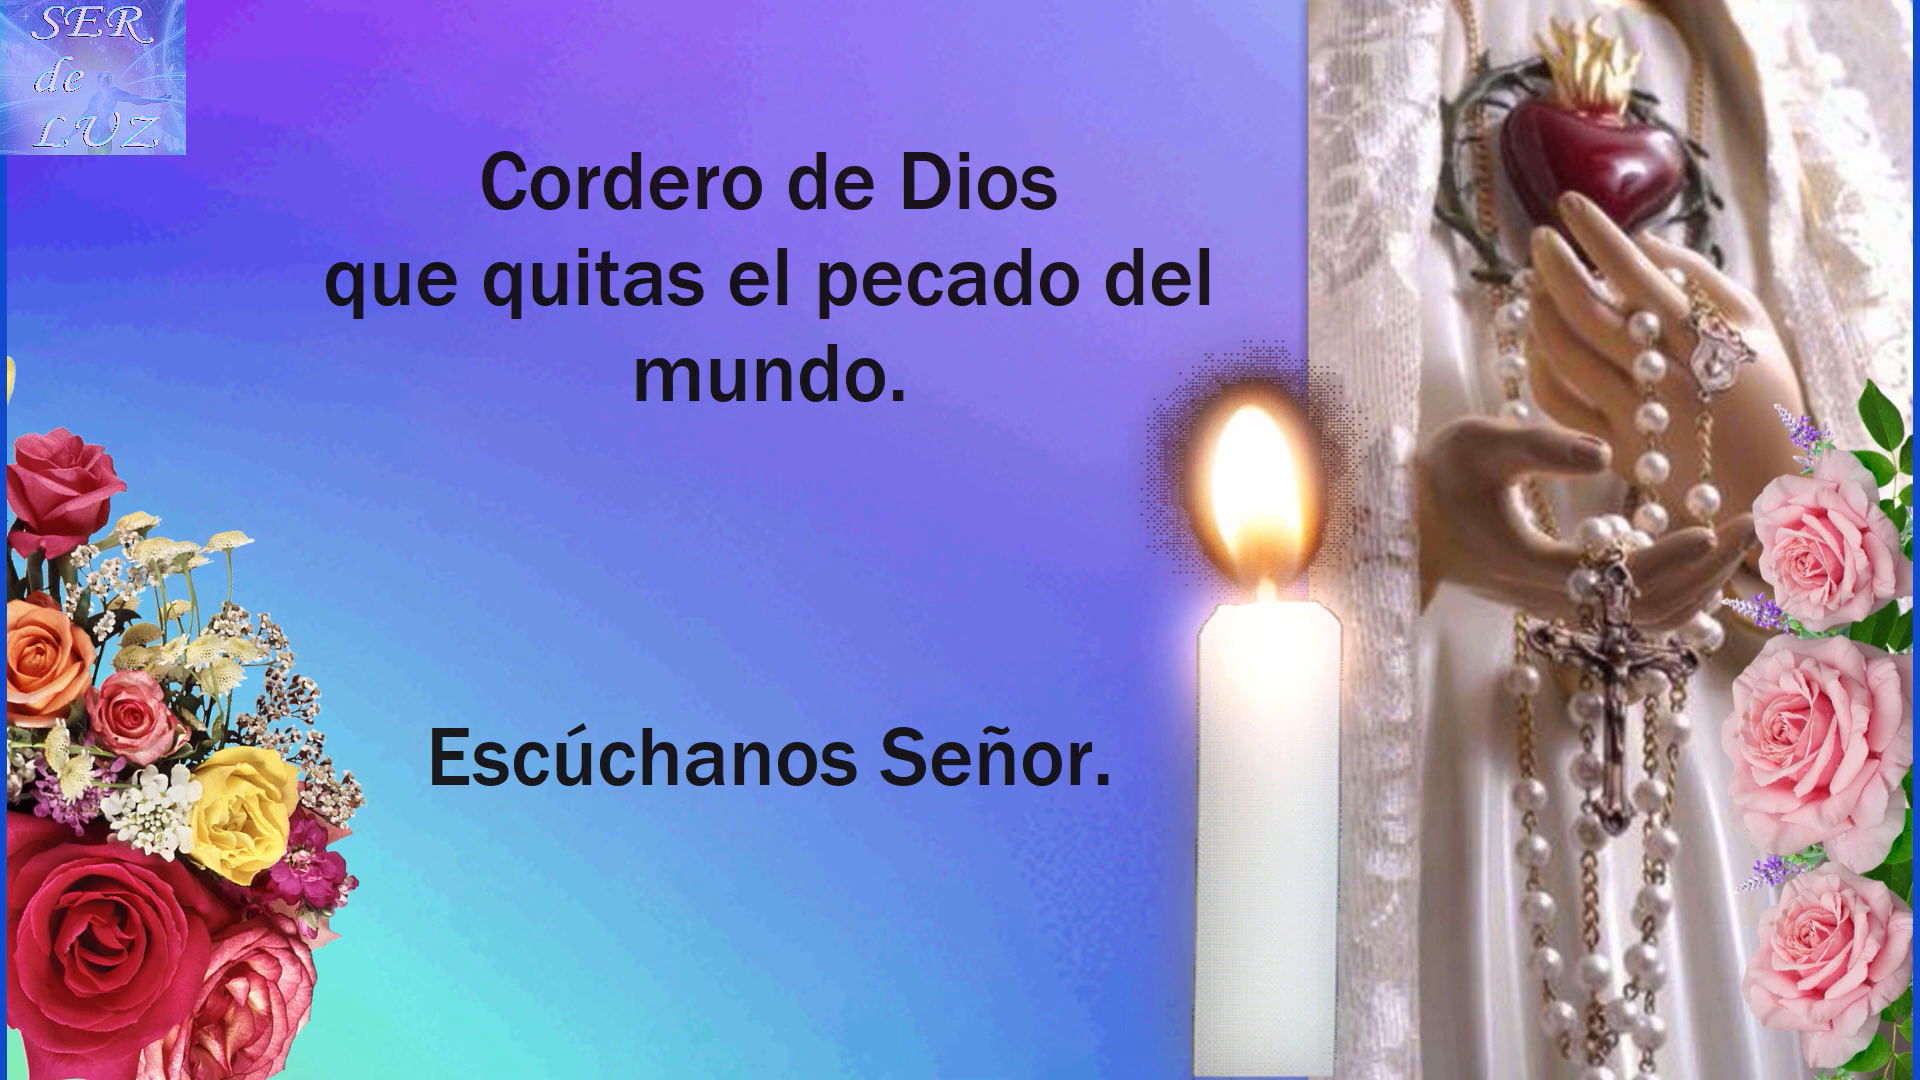 SER
de
LUZ
Cordero de Dios
que quitas el pecado del
mundo.
Escúchanos Señor.